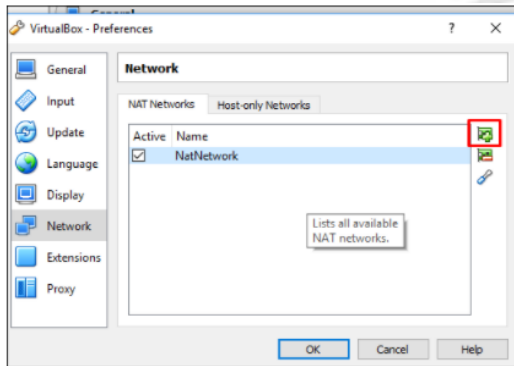 VirtualBox - Preferences
General
Input
Update
Language
Display
Network
Extensions
Proxy
Network
NAT Networks
Host-only Networks
Active Name
NatNetwork
Lists all available
NAT networks.
OK
Cancel
Help